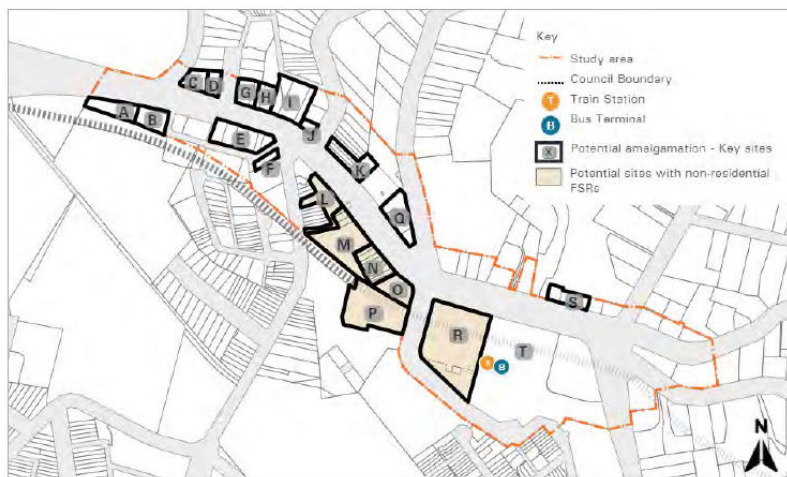 Key
Study area
Council Boundary
T Train Station
B Bus Terminal
Potential amalgamation - Key sites
Potential sites with non-residential
FSRs
C D G H I
A B E J
F K
L Q
M
N
O S
P R T
T B
N